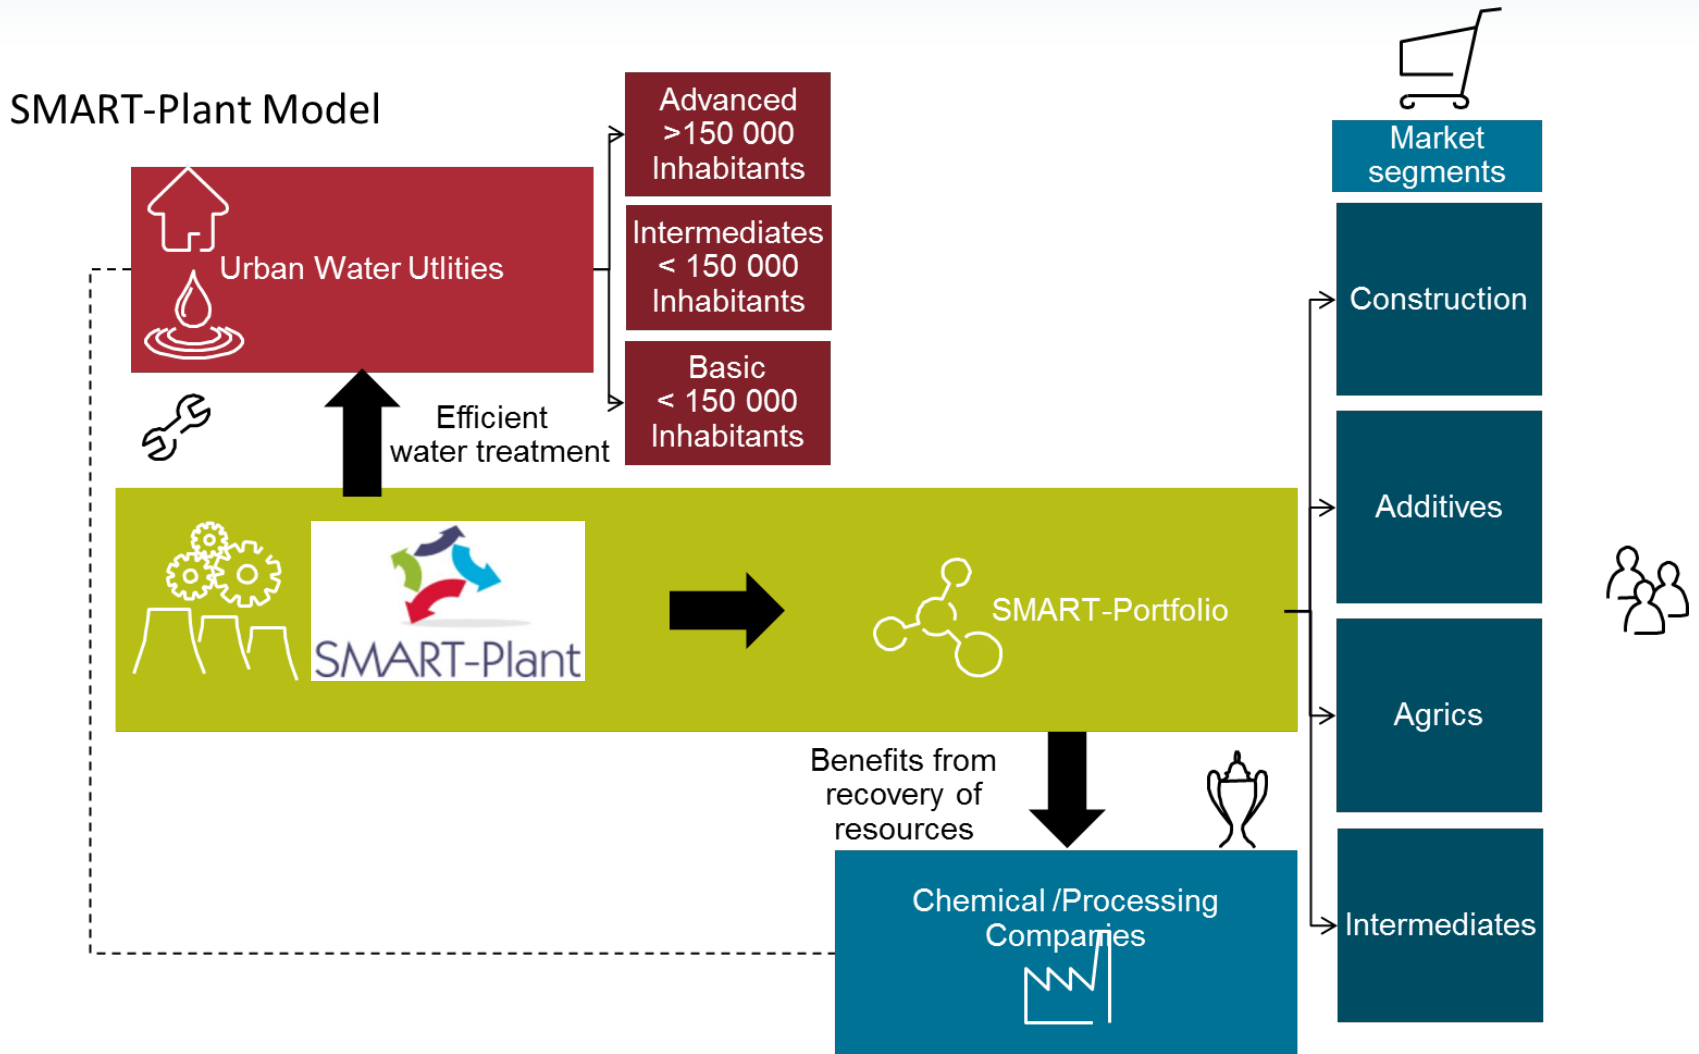 SMART-Plant Model
Advanced
>150 000
Inhabitants
Market
segments
Urban Water Utlities
Intermediates
< 150 000
Inhabitants
Construction
Basic
< 150 000
Inhabitants
Efficient
water treatment
Additives
SMART-Plant
SMART-Portfolio
Agrics
Benefits from
recovery of
resources
Chemical /Processing
Companies
Intermediates